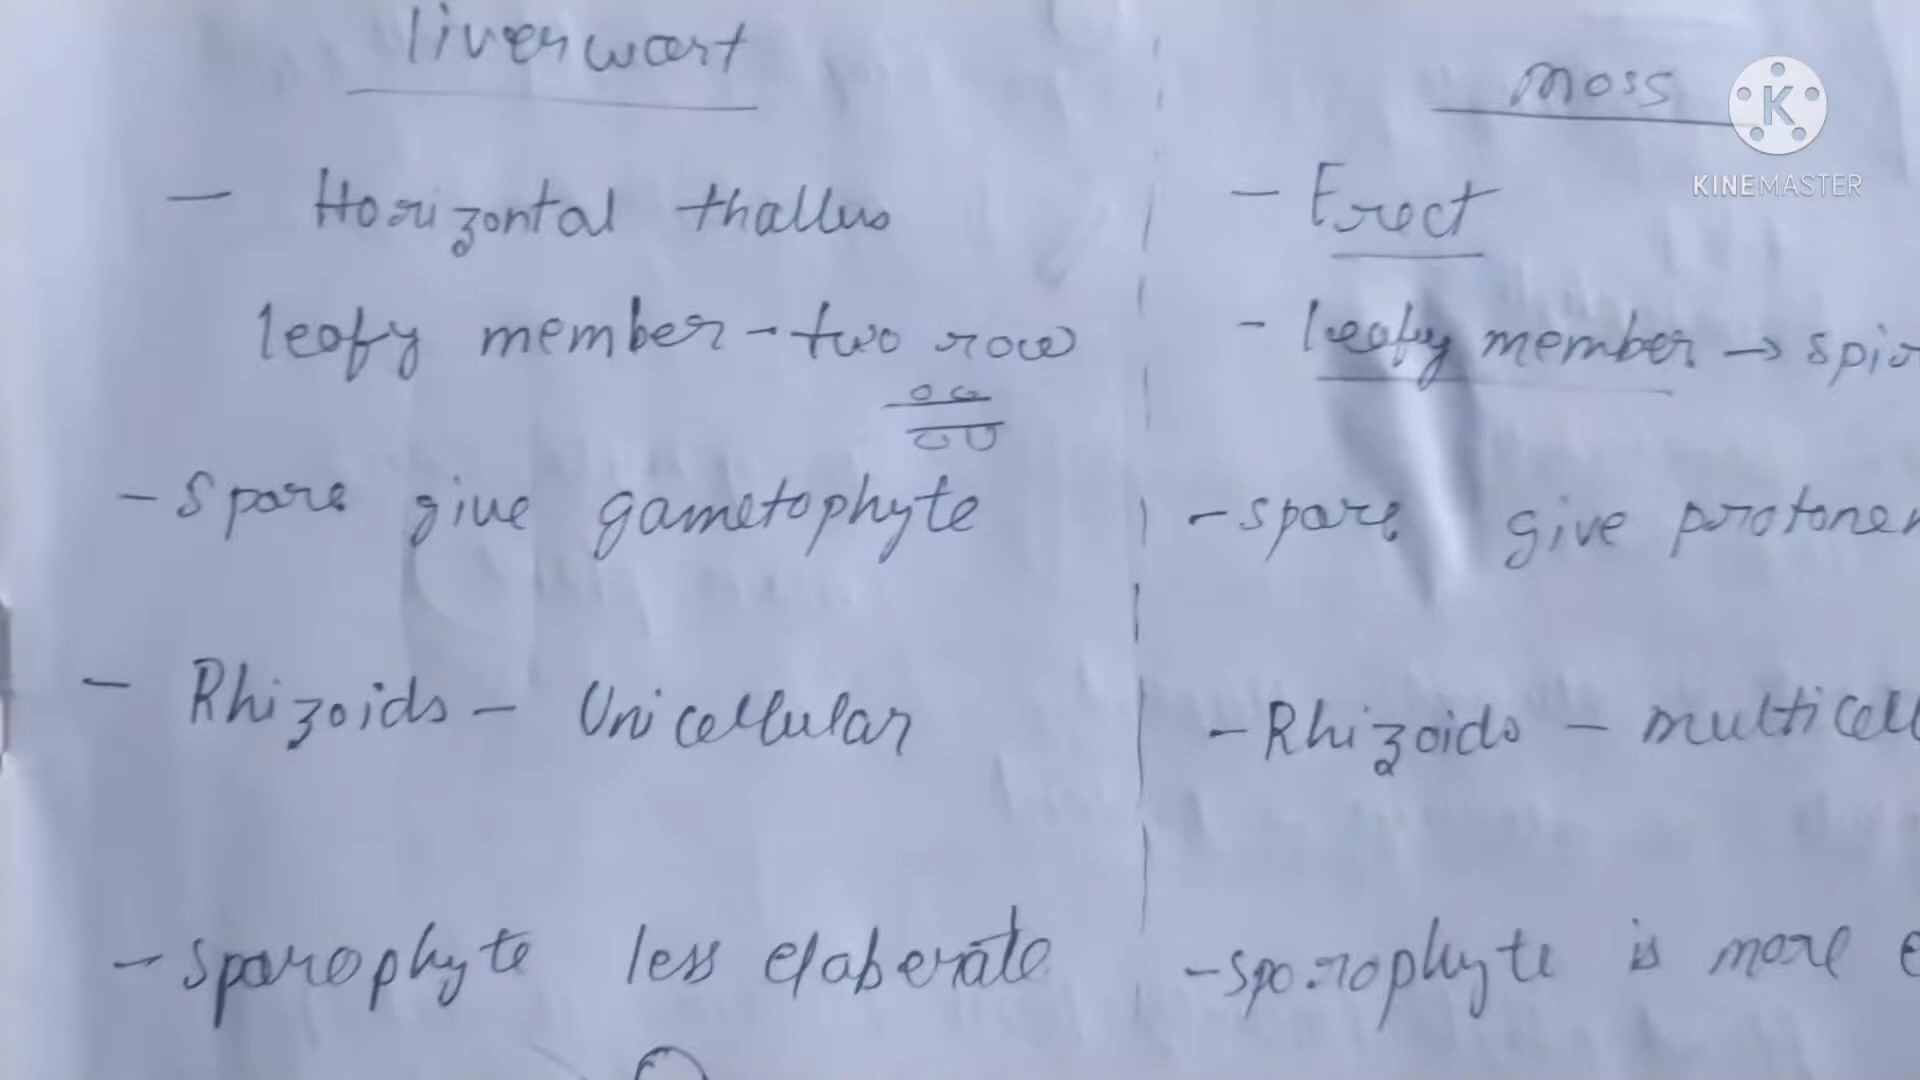 liverwort
moss
KINEMASTER
- Horizontal thallus
- Erect
leafy member - two row
- leafy member →
- Spore give gametophyte
- spore give
- Rhizoids - Unicellular
- Rhizoids -
- Sporophyte less elaborate
- sporophyte is more